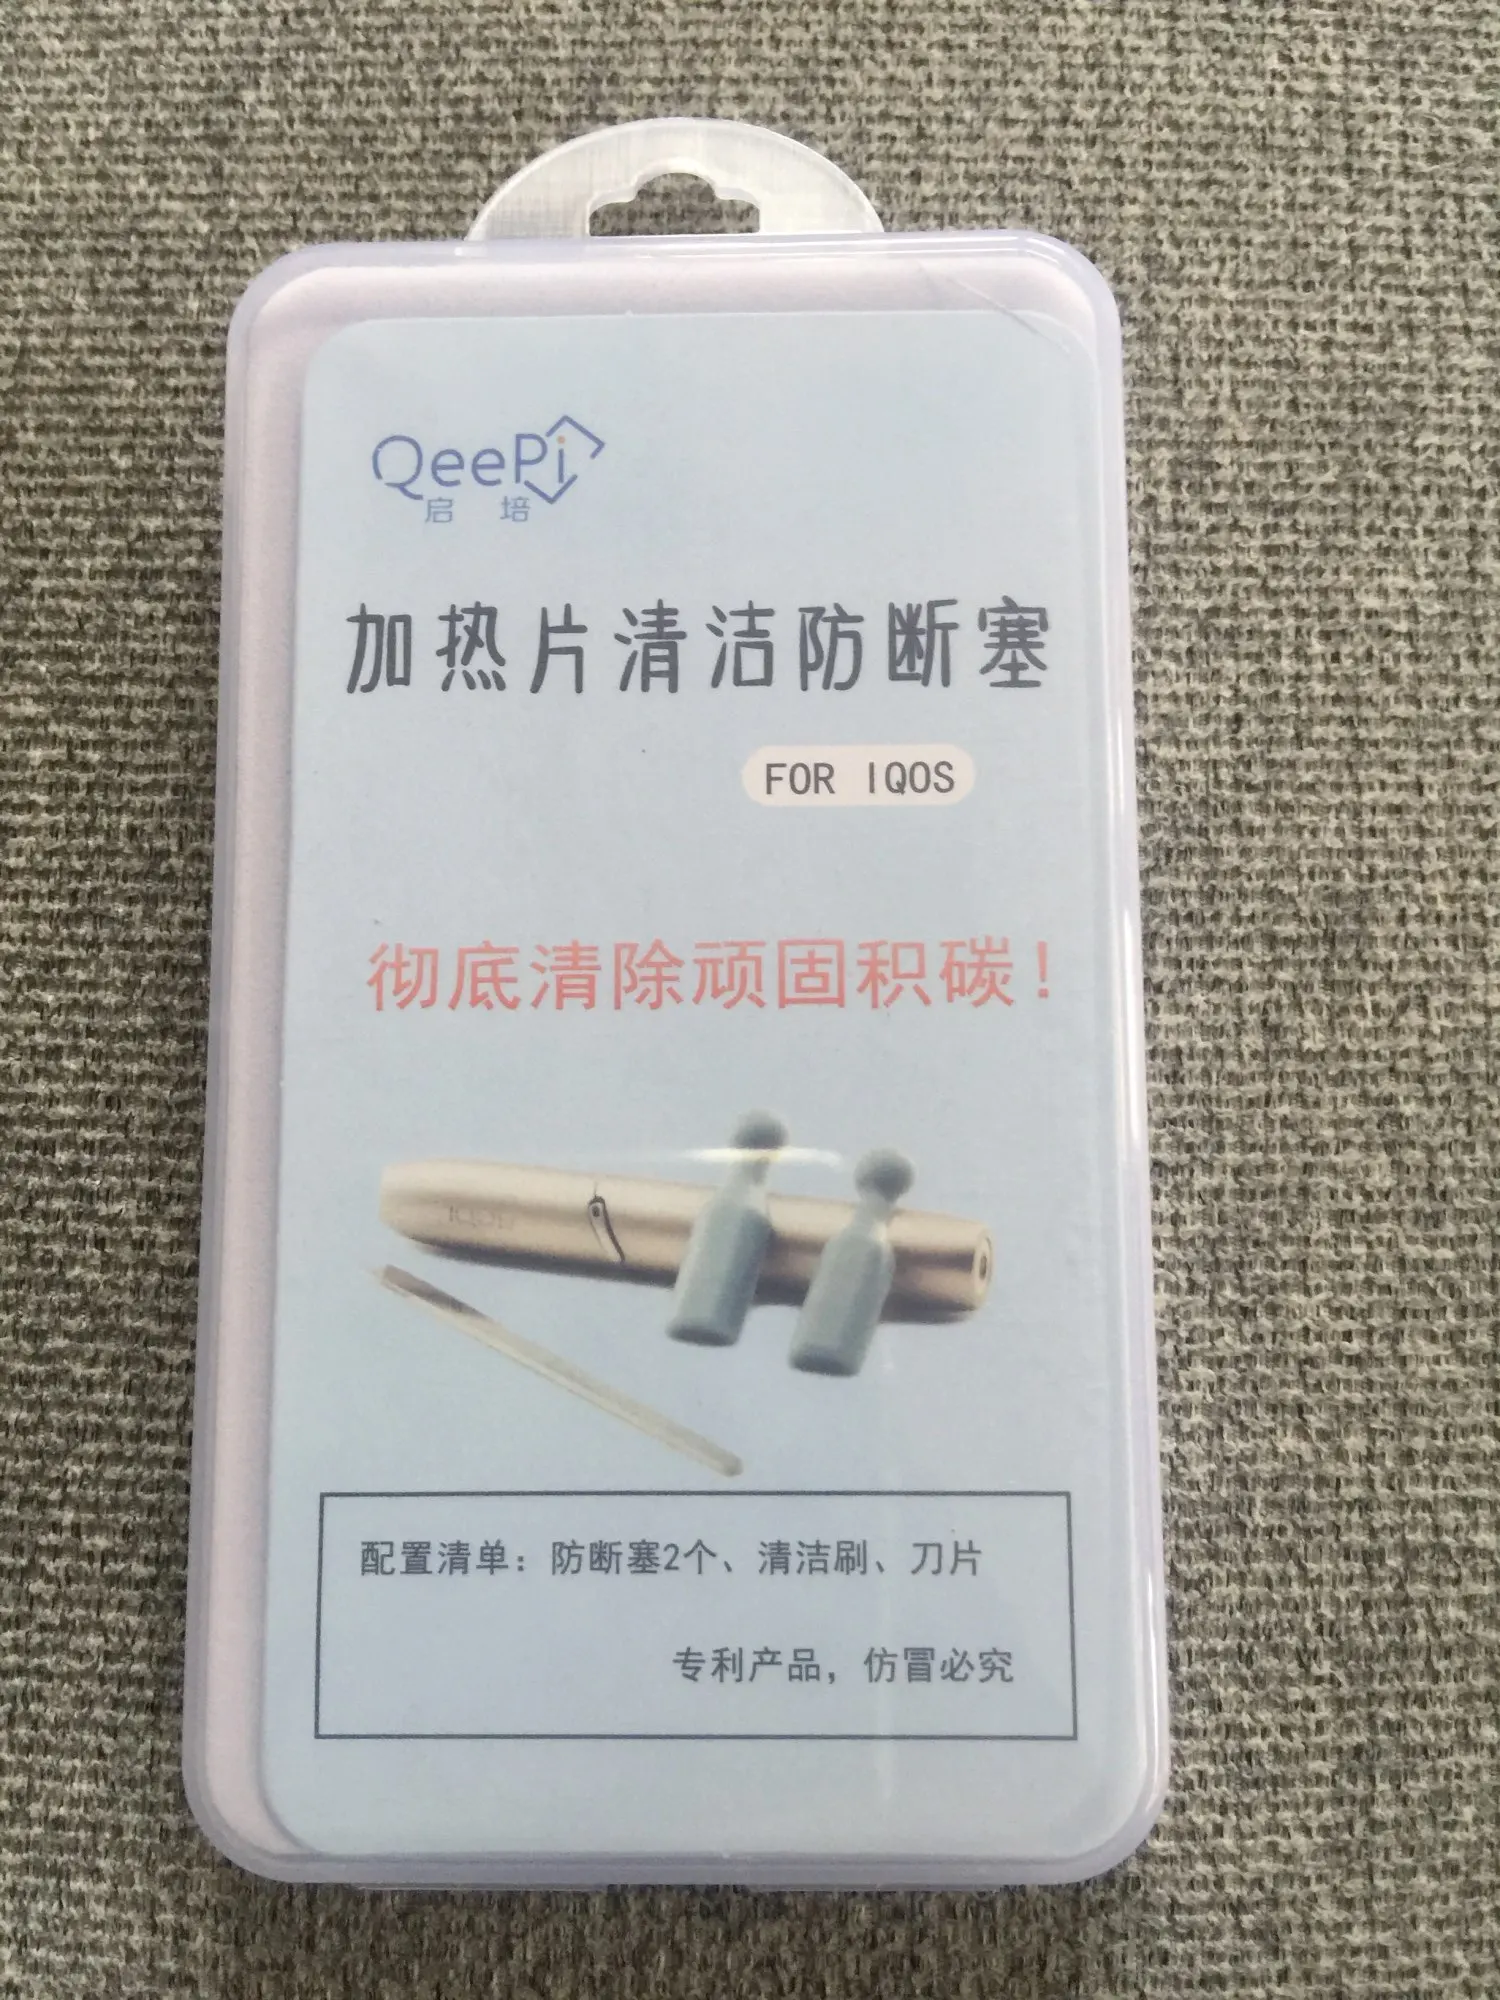 QeePi
启 培
加热片清洁防断塞
FOR IQOS
彻底清除顽固积碳!
配置清单：防断塞2个、清洁刷、刀片
专利产品，仿冒必究